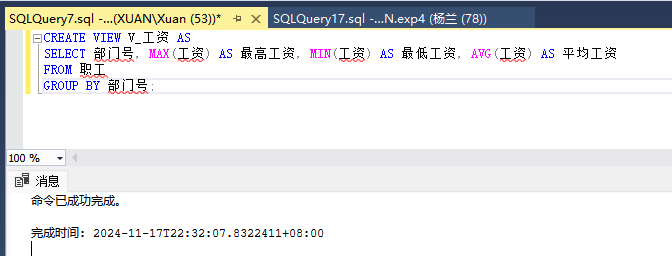 SQLQuery7.sql -...(XUAN\Xuan (53))* SQLQuery17.sql -...N.exp4 (杨兰 (78))
CREATE VIEW V_工资 AS
SELECT 部门号, MAX(工资) AS 最高工资, MIN(工资) AS 最低工资, AVG(工资) AS 平均工资
FROM 职工
GROUP BY 部门号;
100 %
消息
命令已成功完成。
完成时间: 2024-11-17T22:32:07.8322411+08:00